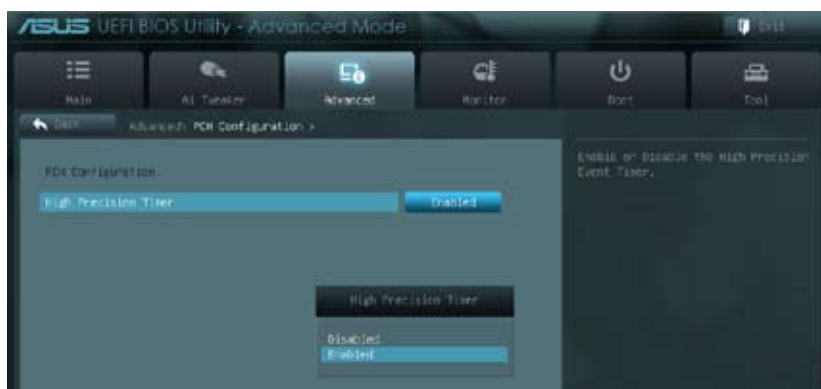 ASUS UEFI BIOS Utility - Advanced Mode
Exit
Main
Ai Tweaker
Advanced
Monitor
Boot
Tool
Back
Advanced\ PCH Configuration >
PCH Configuration
High Precision Timer
Enabled
Enable or Disable the High Precision
Event Timer.
High Precision Timer
Disabled
Enabled